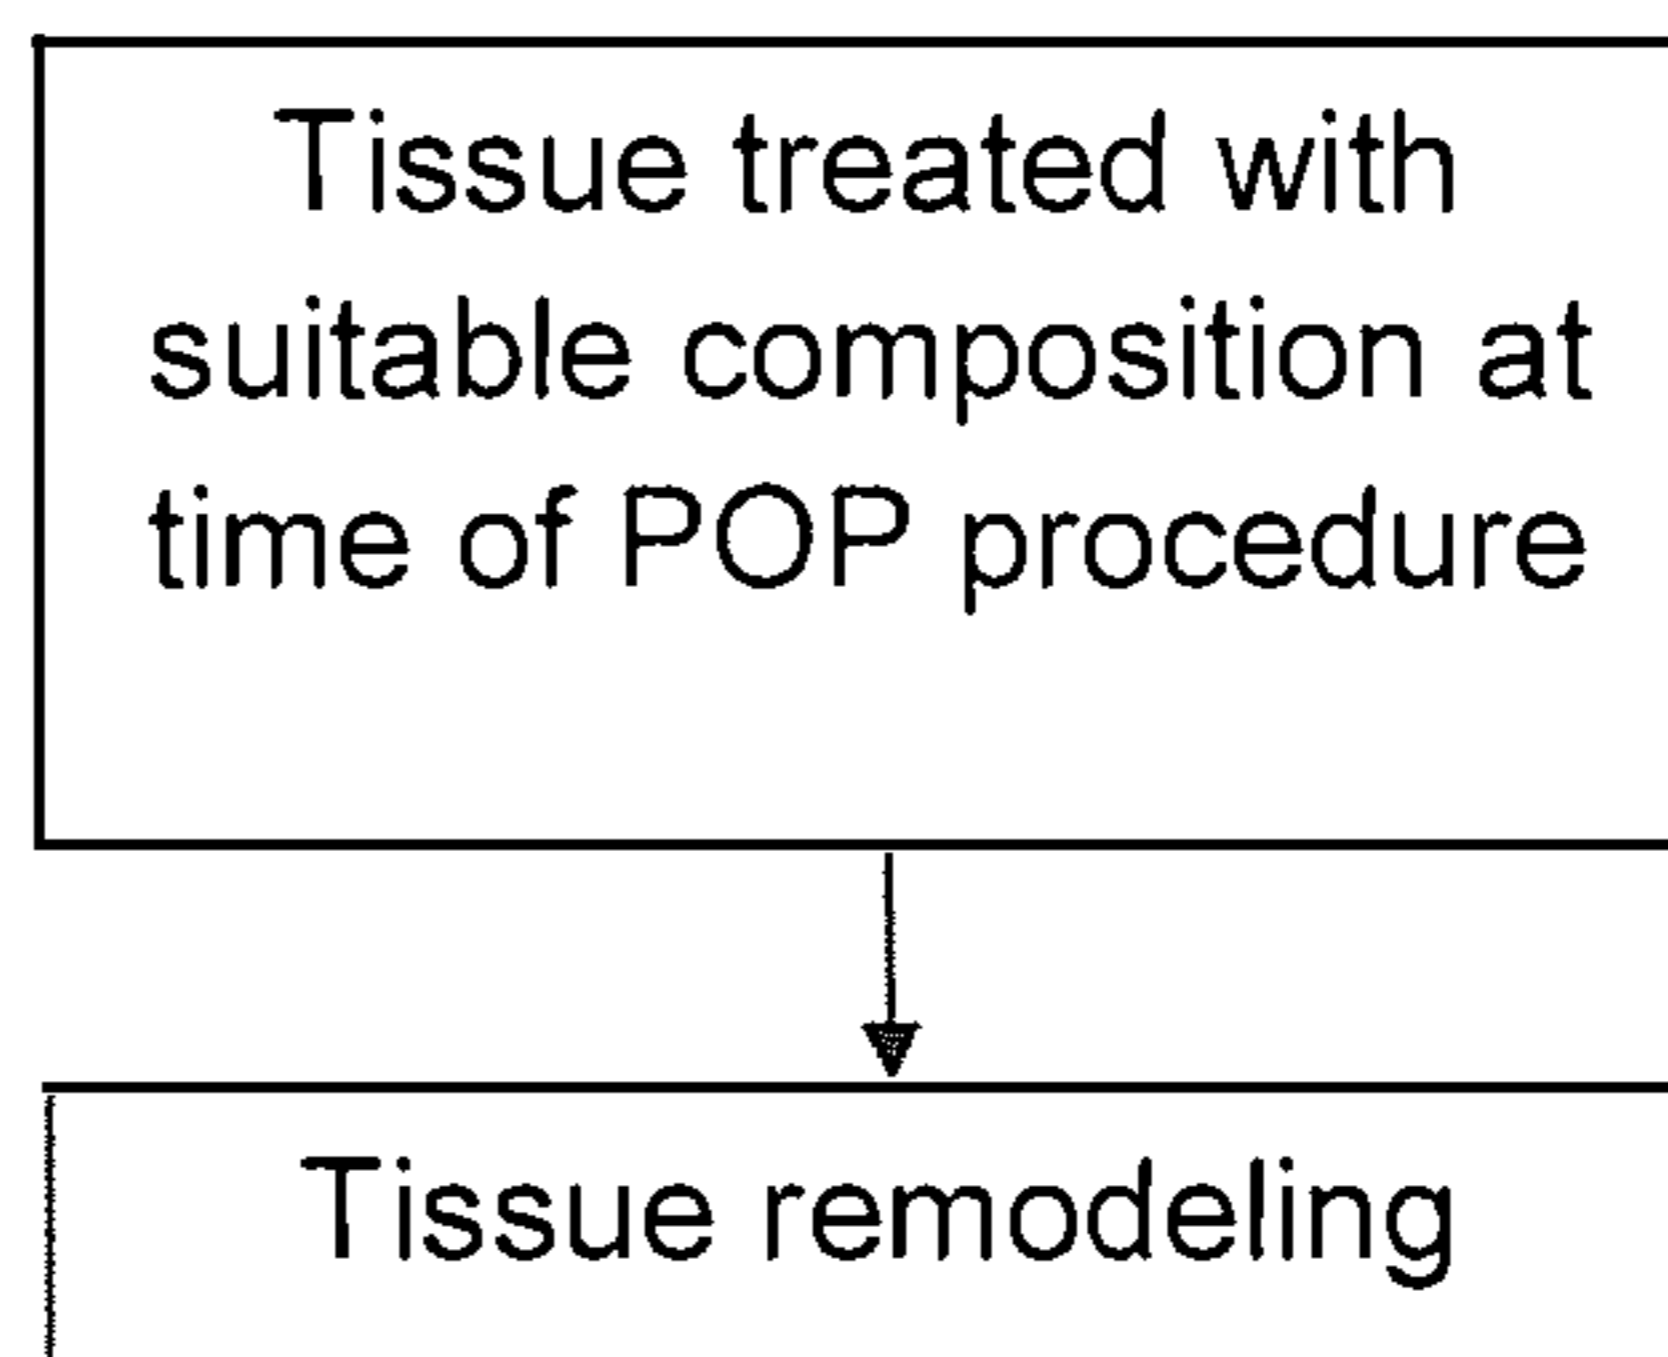 Tissue treated with
suitable composition at
time of POP procedure
Tissue remodeling